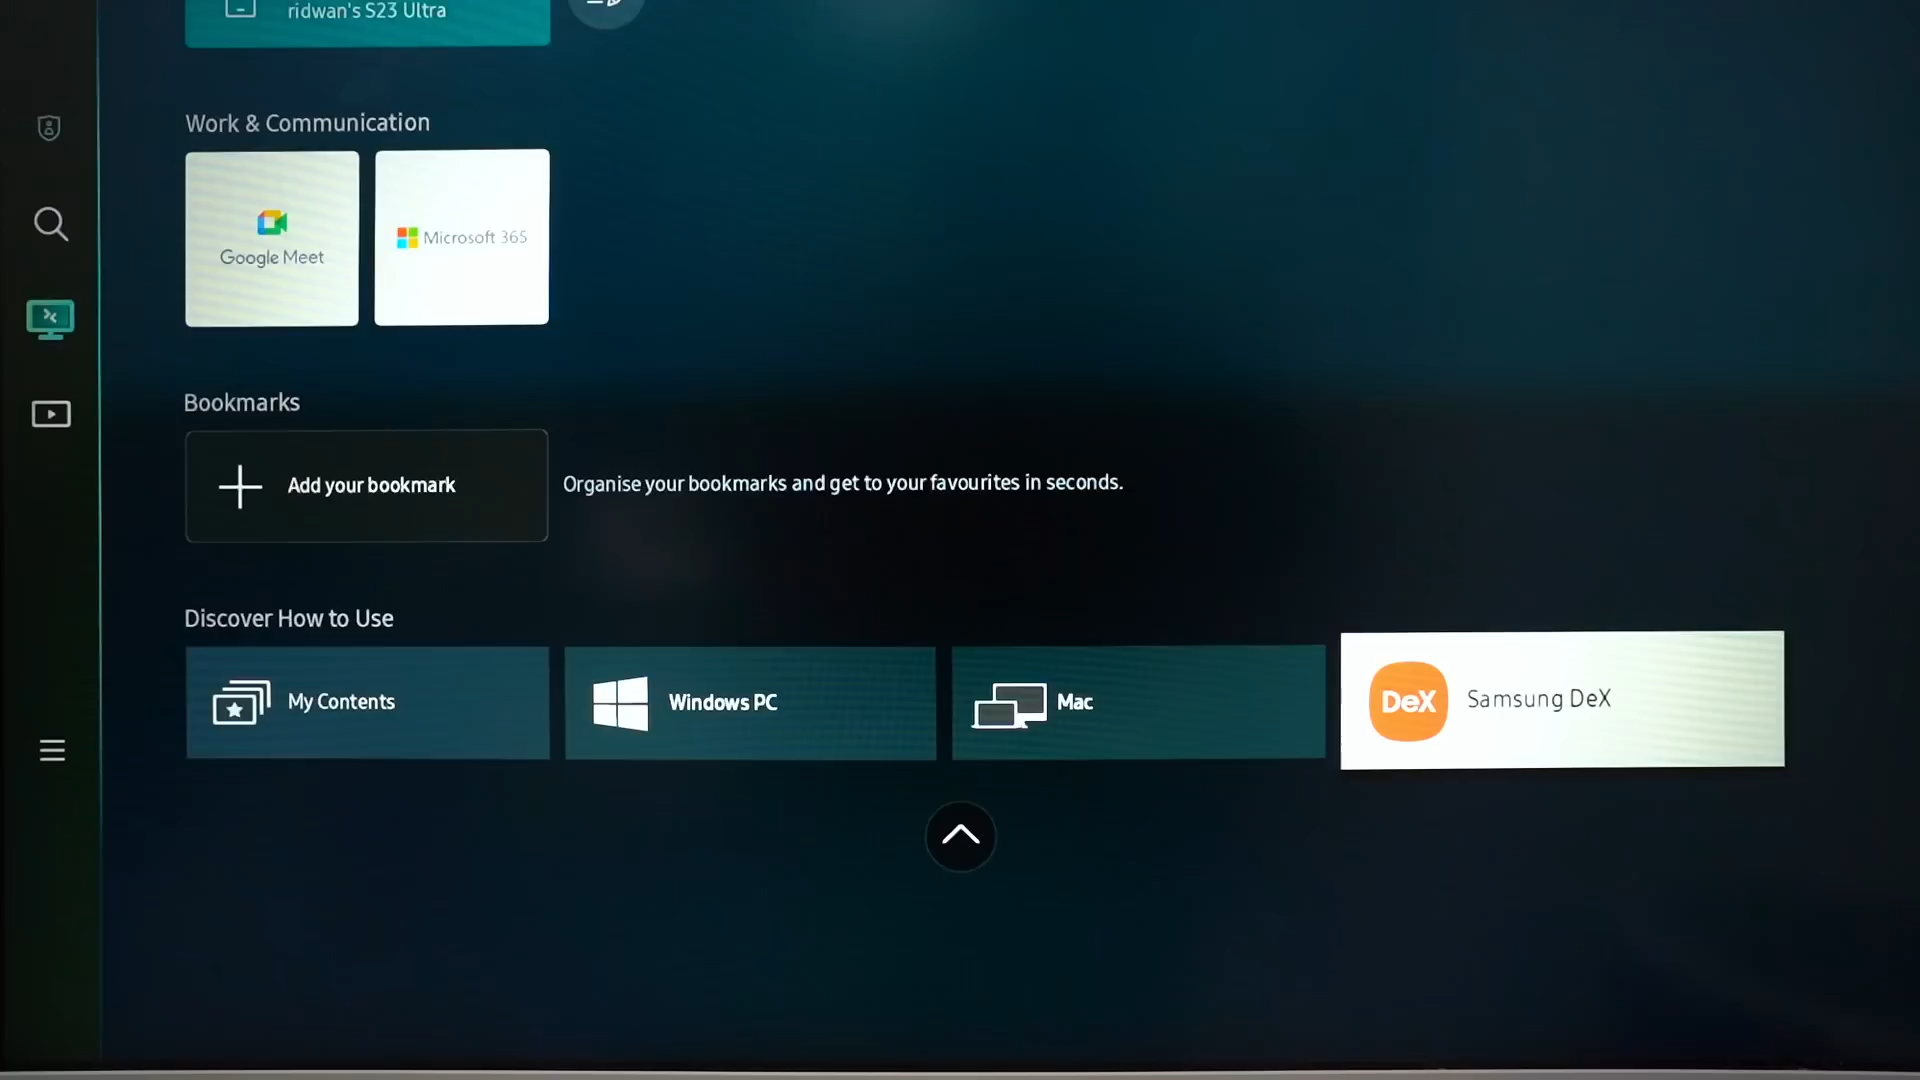 ridwan's S23 Ultra
Work & Communication
Google Meet
Microsoft 365
Bookmarks
Add your bookmark
Organise your bookmarks and get to your favourites in seconds.
Discover How to Use
My Contents
Windows PC
Mac
DeX
Samsung DeX